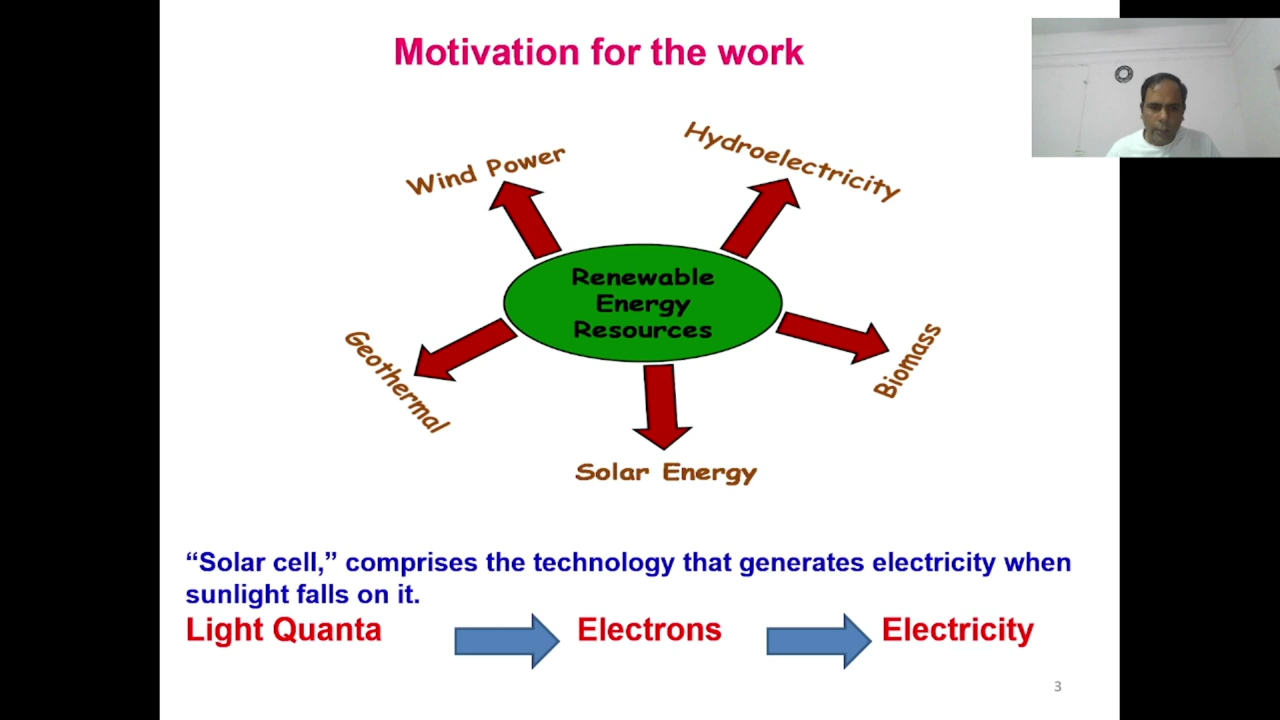 Motivation for the work
Wind Power
Hydroelectricity
Renewable
Energy
Resources
Geothermal
Biomass
Solar Energy
“Solar cell,” comprises the technology that generates electricity when
sunlight falls on it.
Light Quanta Electrons Electricity
3